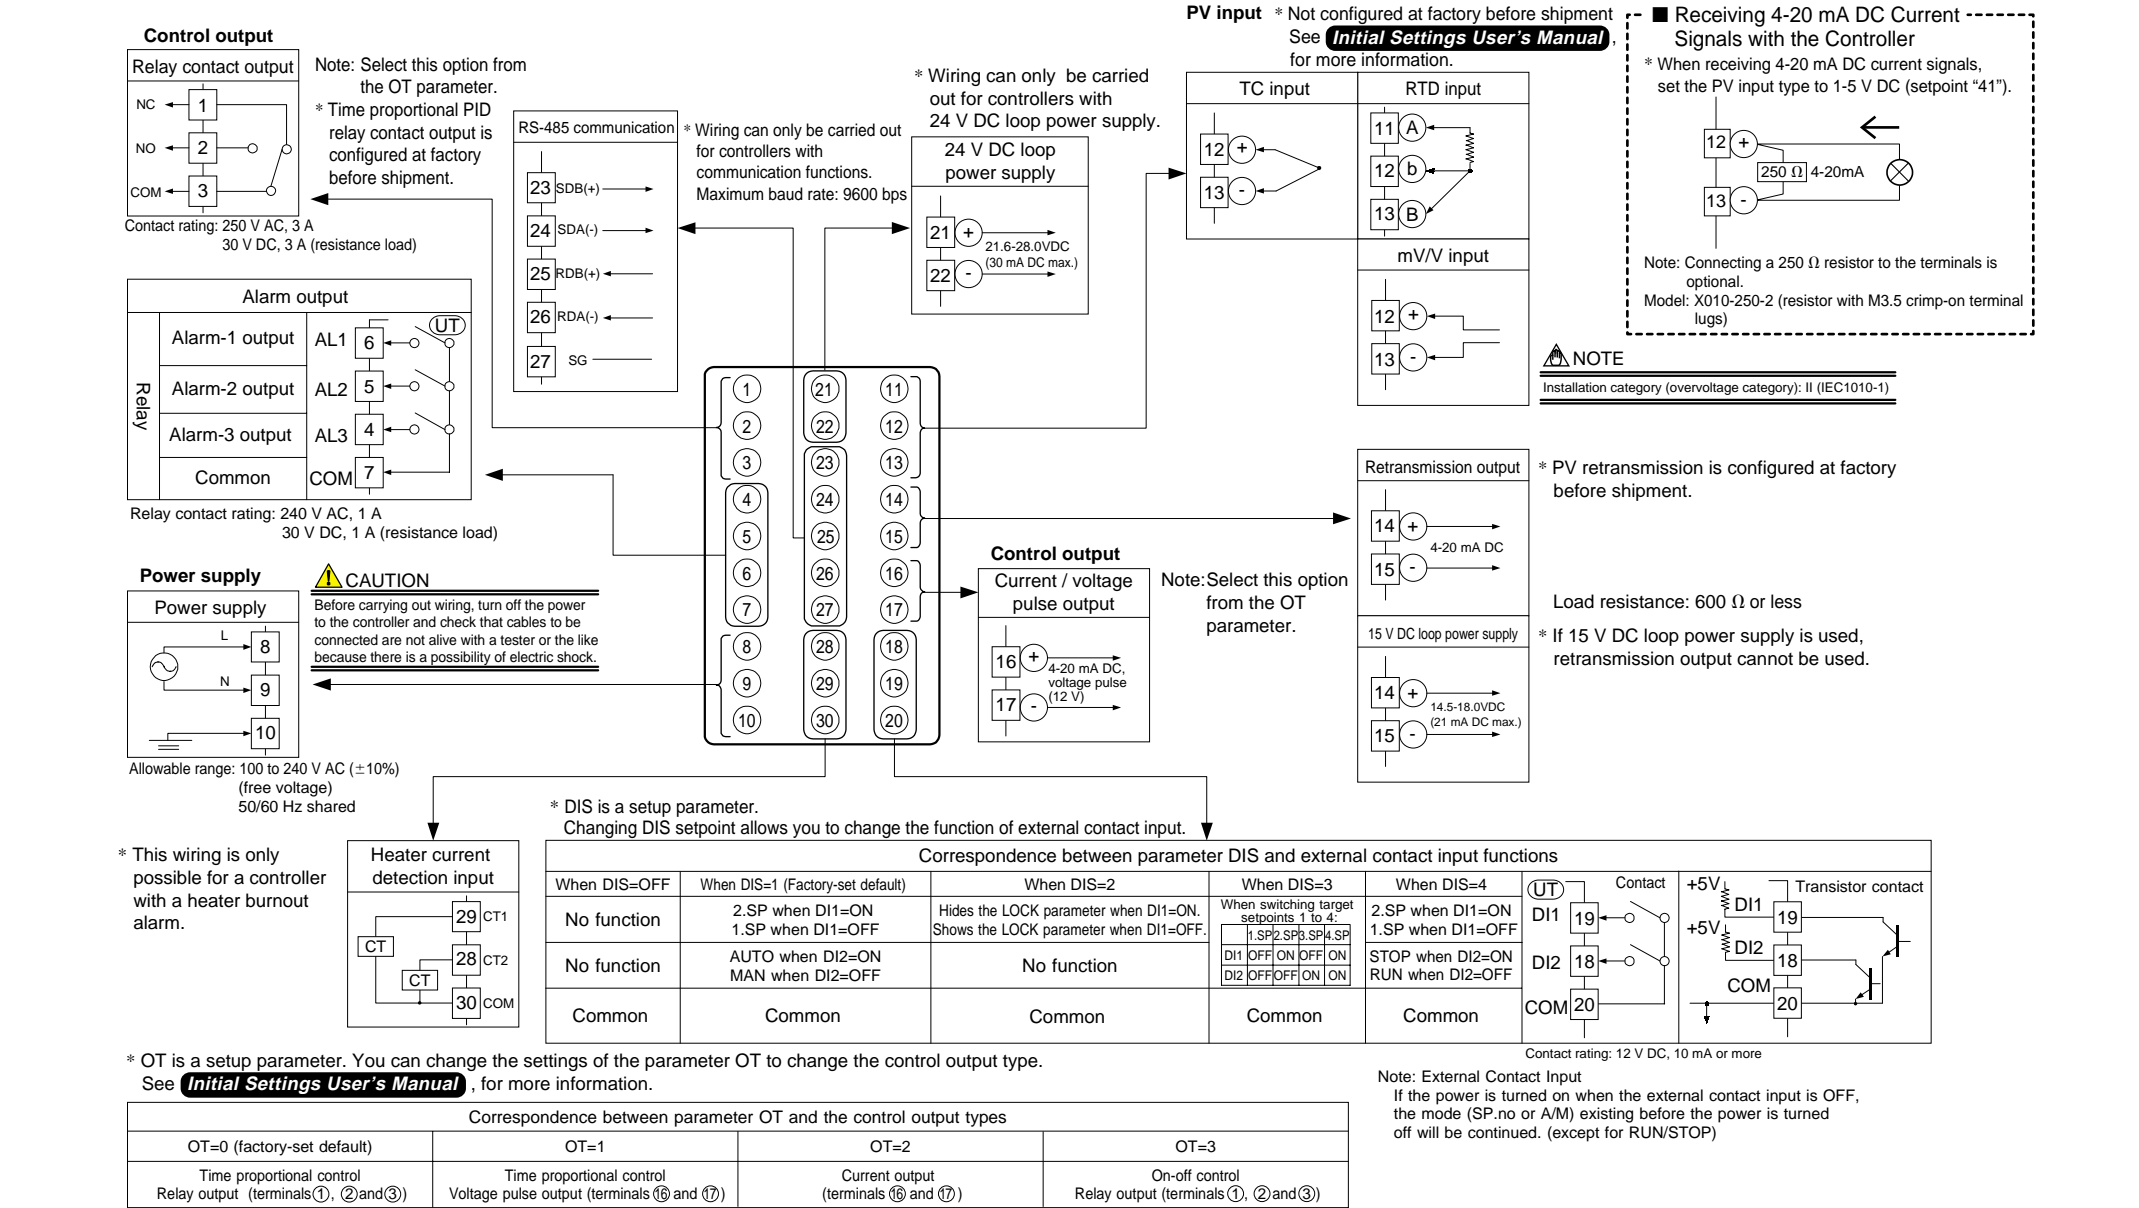 Control output
Relay contact output
NC 1
NO 2
COM 3
Contact rating: 250 V AC, 3 A
30 V DC, 3 A (resistance load)
Note: Select this option from
the OT parameter.
* Time proportional PID
relay contact output is
configured at factory
before shipment.
RS-485 communication
23 SDB(+)
24 SDA(-)
25 RDB(+)
26 RDA(-)
27 SG
* Wiring can only be carried out
for controllers with
communication functions.
Maximum baud rate: 9600 bps
* Wiring can only be carried
out for controllers with
24 V DC loop power supply.
24 V DC loop
power supply
21 +
21.6-28.0VDC
(30 mA DC max.)
22 -
PV input
* Not configured at factory before shipment
See Initial Settings User's Manual ,
for more information.
TC input
12 +
13 -
RTD input
11 A
12 b
13 B
mV/V input
12 +
13 -
■ Receiving 4-20 mA DC Current
Signals with the Controller
* When receiving 4-20 mA DC current signals,
set the PV input type to 1-5 V DC (setpoint “41”).
12 +
250 Ω 4-20mA
13 -
Note: Connecting a 250 Ω resistor to the terminals is
optional.
Model: X010-250-2 (resistor with M3.5 crimp-on terminal
lugs)
NOTE
Installation category (overvoltage category): II (IEC1010-1)
Alarm output
Relay
Alarm-1 output AL1 6 UT
Alarm-2 output AL2 5
Alarm-3 output AL3 4
Common COM 7
Relay contact rating: 240 V AC, 1 A
30 V DC, 1 A (resistance load)
1 21 11
2 22 12
3 23 13
4 24 14
5 25 15
6 26 16
7 27 17
8 28 18
9 29 19
10 30 20
Retransmission output
14 +
4-20 mA DC
15 -
* PV retransmission is configured at factory
before shipment.
Load resistance: 600 Ω or less
15 V DC loop power supply
14 +
14.5-18.0VDC
(21 mA DC max.)
15 -
* If 15 V DC loop power supply is used,
retransmission output cannot be used.
Control output
Current / voltage
pulse output
16 +
4-20 mA DC,
voltage pulse
(12 V)
17 -
Note:Select this option
from the OT
parameter.
Power supply
Power supply
L 8
N 9
10
Allowable range: 100 to 240 V AC (±10%)
(free voltage)
50/60 Hz shared
CAUTION
Before carrying out wiring, turn off the power
to the controller and check that cables to be
connected are not alive with a tester or the like
because there is a possibility of electric shock.
* This wiring is only
possible for a controller
with a heater burnout
alarm.
Heater current
detection input
29 CT1
CT
28 CT2
CT
30 COM
* DIS is a setup parameter.
Changing DIS setpoint allows you to change the function of external contact input.
Correspondence between parameter DIS and external contact input functions
When DIS=OFF
No function
No function
Common
When DIS=1 (Factory-set default)
2.SP when DI1=ON
1.SP when DI1=OFF
AUTO when DI2=ON
MAN when DI2=OFF
Common
When DIS=2
Hides the LOCK parameter when DI1=ON.
Shows the LOCK parameter when DI1=OFF.
No function
Common
When DIS=3
When switching target
setpoints 1 to 4:
1.SP 2.SP 3.SP 4.SP
DI1 OFF ON OFF ON
DI2 OFF OFF ON ON
Common
When DIS=4
2.SP when DI1=ON
1.SP when DI1=OFF
STOP when DI2=ON
RUN when DI2=OFF
Common
UT Contact
DI1 19
DI2 18
COM 20
+5V Transistor contact
DI1
19
+5V
DI2
18
COM
20
Contact rating: 12 V DC, 10 mA or more
Note: External Contact Input
If the power is turned on when the external contact input is OFF,
the mode (SP.no or A/M) existing before the power is turned
off will be continued. (except for RUN/STOP)
* OT is a setup parameter. You can change the settings of the parameter OT to change the control output type.
See Initial Settings User's Manual , for more information.
Correspondence between parameter OT and the control output types
OT=0 (factory-set default)
Time proportional control
Relay output (terminals①, ②and③)
OT=1
Time proportional control
Voltage pulse output (terminals ⑯ and ⑰)
OT=2
Current output
(terminals ⑯ and ⑰)
OT=3
On-off control
Relay output (terminals①, ②and③)